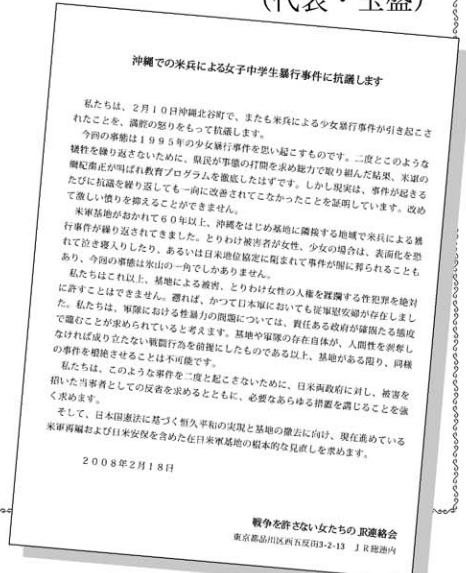 (代表・玉盛)
沖縄での米兵による女子中学生暴行事件に抗議します
私たちは、2月10日沖縄北谷町で、またも米兵による少女暴行事件が引き起こさ
れたことを、満腔の怒りをもって抗議します。
今回の事態は1995年の少女暴行事件を思い起こすものです。二度とこのような
犠牲を繰り返さないために、県民が事態の打開を求め総力で取り組んだ結果、米軍の
綱紀粛正が叫ばれ教育プログラムを徹底したはずです。しかし現実は、事件が起きる
たびに抗議を繰り返しても一向に改善されてこなかったことを証明しています。改め
て激しい憤りを抑えることができません。
米軍基地がおかれて60年以上、沖縄をはじめ基地に隣接する地域で米兵による暴
行事件が繰り返されてきました。とりわけ被害者が女性、少女の場合は、表面化を恐
れて泣き寝入りしたり、あるいは日米地位協定に阻まれて事件が闇に葬られることも
あり、今回の事態は氷山の一角でしかありません。
私たちはこれ以上、基地による被害、とりわけ女性の人権を蹂躙する性犯罪を絶対
に許すことはできません。遡れば、かつて日本軍においても従軍慰安婦が存在しまし
た。私たちは、軍隊における性暴力の問題については、責任ある政府が確固たる態度
で臨むことが求められていると考えます。基地や軍隊の存在自体が、人間性を剥奪し
なければ成り立たない戦闘行為を前提にしたものである以上、基地がある限り、同様
の事件を根絶させることは不可能です。
私たちは、このような事件を二度と起こさないために、日米両政府に対し、被害を
招いた当事者としての反省を求めるとともに、必要なあらゆる措置を講じることを強
く求めます。
そして、日本国憲法に基づく恒久平和の実現と基地の撤去に向け、現在進めている
米軍再編および日米安保を含めた在日米軍基地の根本的な見直しを求めます。
2008年2月18日
戦争を許さない女たちのJR連絡会
東京都品川区西五反田3-2-13 JR総連内